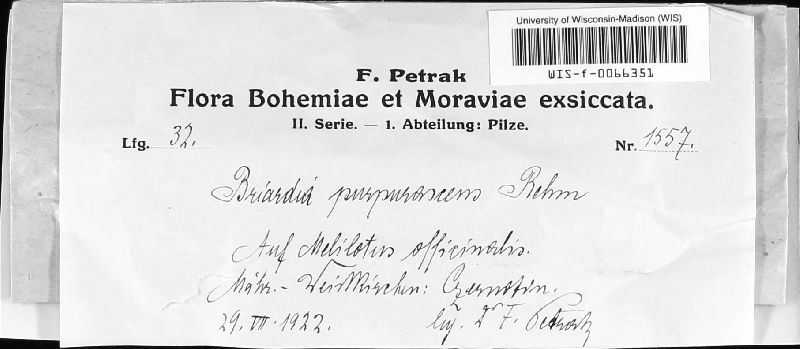 University of Wisconsin-Madison (WIS)
WIS-f-0066351
F. Petrak
Flora Bohemiae et Moraviae exsiccata.
II. Serie. — 1. Abteilung: Pilze.
Lfg. 32.
Nr. 1557.
Briardia purpurascens Rehm
Auf Melilotus officinalis.
Mähr.-Weißkirchen: Czernotin.
29. VII. 1922. lg. Dr F. Petrak